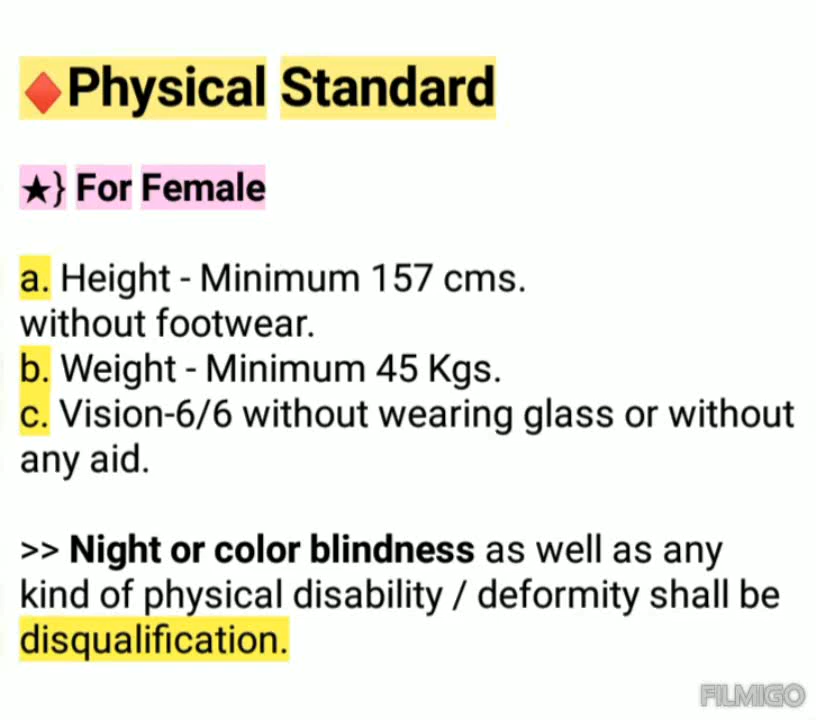 ♦Physical Standard
★} For Female
a. Height - Minimum 157 cms.
without footwear.
b. Weight - Minimum 45 Kgs.
c. Vision-6/6 without wearing glass or without
any aid.
>> Night or color blindness as well as any
kind of physical disability / deformity shall be
disqualification.
FILMIGO